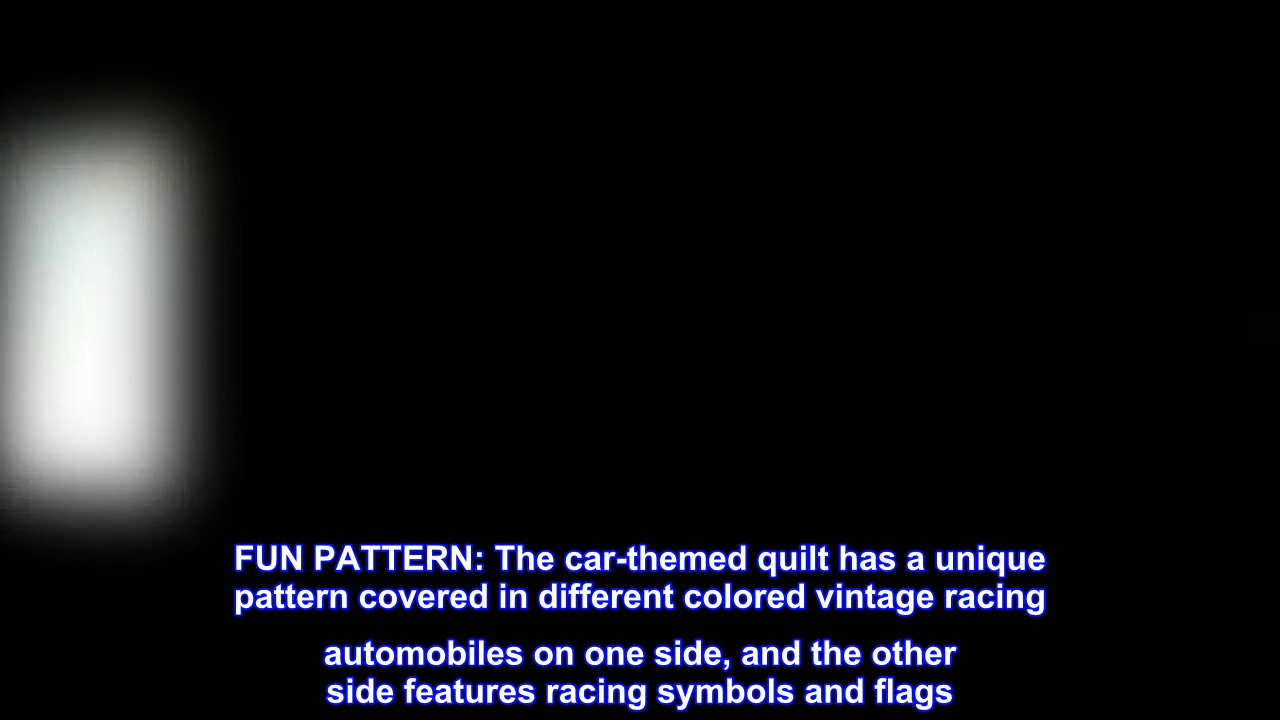 FUN PATTERN: The car-themed quilt has a unique
pattern covered in different colored vintage racing
automobiles on one side, and the other
side features racing symbols and flags